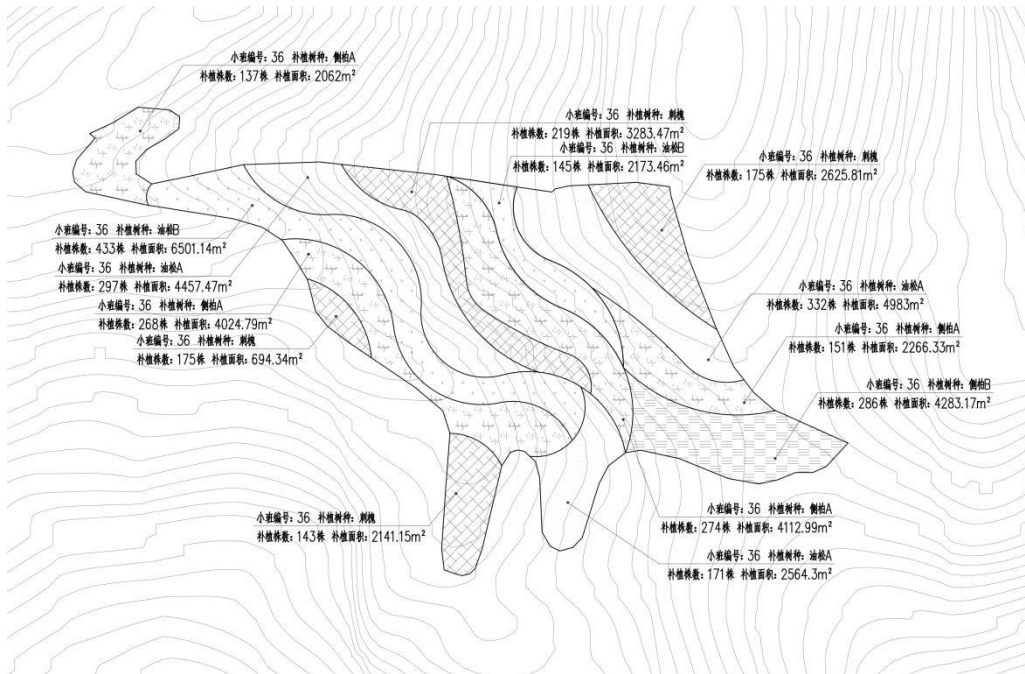 小班编号: 36 补植树种: 侧柏A
补植株数: 137株 补植面积: 2062m²
小班编号: 36 补植树种: 刺槐
补植株数: 219株 补植面积: 3283.47m²
小班编号: 36 补植树种: 油松B
补植株数: 145株 补植面积: 2173.46m²
小班编号: 36 补植树种: 刺槐
补植株数: 175株 补植面积: 2625.81m²
小班编号: 36 补植树种: 油松B
补植株数: 433株 补植面积: 6501.14m²
小班编号: 36 补植树种: 油松A
补植株数: 297株 补植面积: 4457.47m²
小班编号: 36 补植树种: 侧柏A
补植株数: 268株 补植面积: 4024.79m²
小班编号: 36 补植树种: 刺槐
补植株数: 175株 补植面积: 694.34m²
小班编号: 36 补植树种: 油松A
补植株数: 332株 补植面积: 4983m²
小班编号: 36 补植树种: 侧柏A
补植株数: 151株 补植面积: 2266.33m²
小班编号: 36 补植树种: 侧柏B
补植株数: 286株 补植面积: 4283.17m²
小班编号: 36 补植树种: 刺槐
补植株数: 143株 补植面积: 2141.15m²
小班编号: 36 补植树种: 侧柏A
补植株数: 274株 补植面积: 4112.99m²
小班编号: 36 补植树种: 油松A
补植株数: 171株 补植面积: 2564.3m²